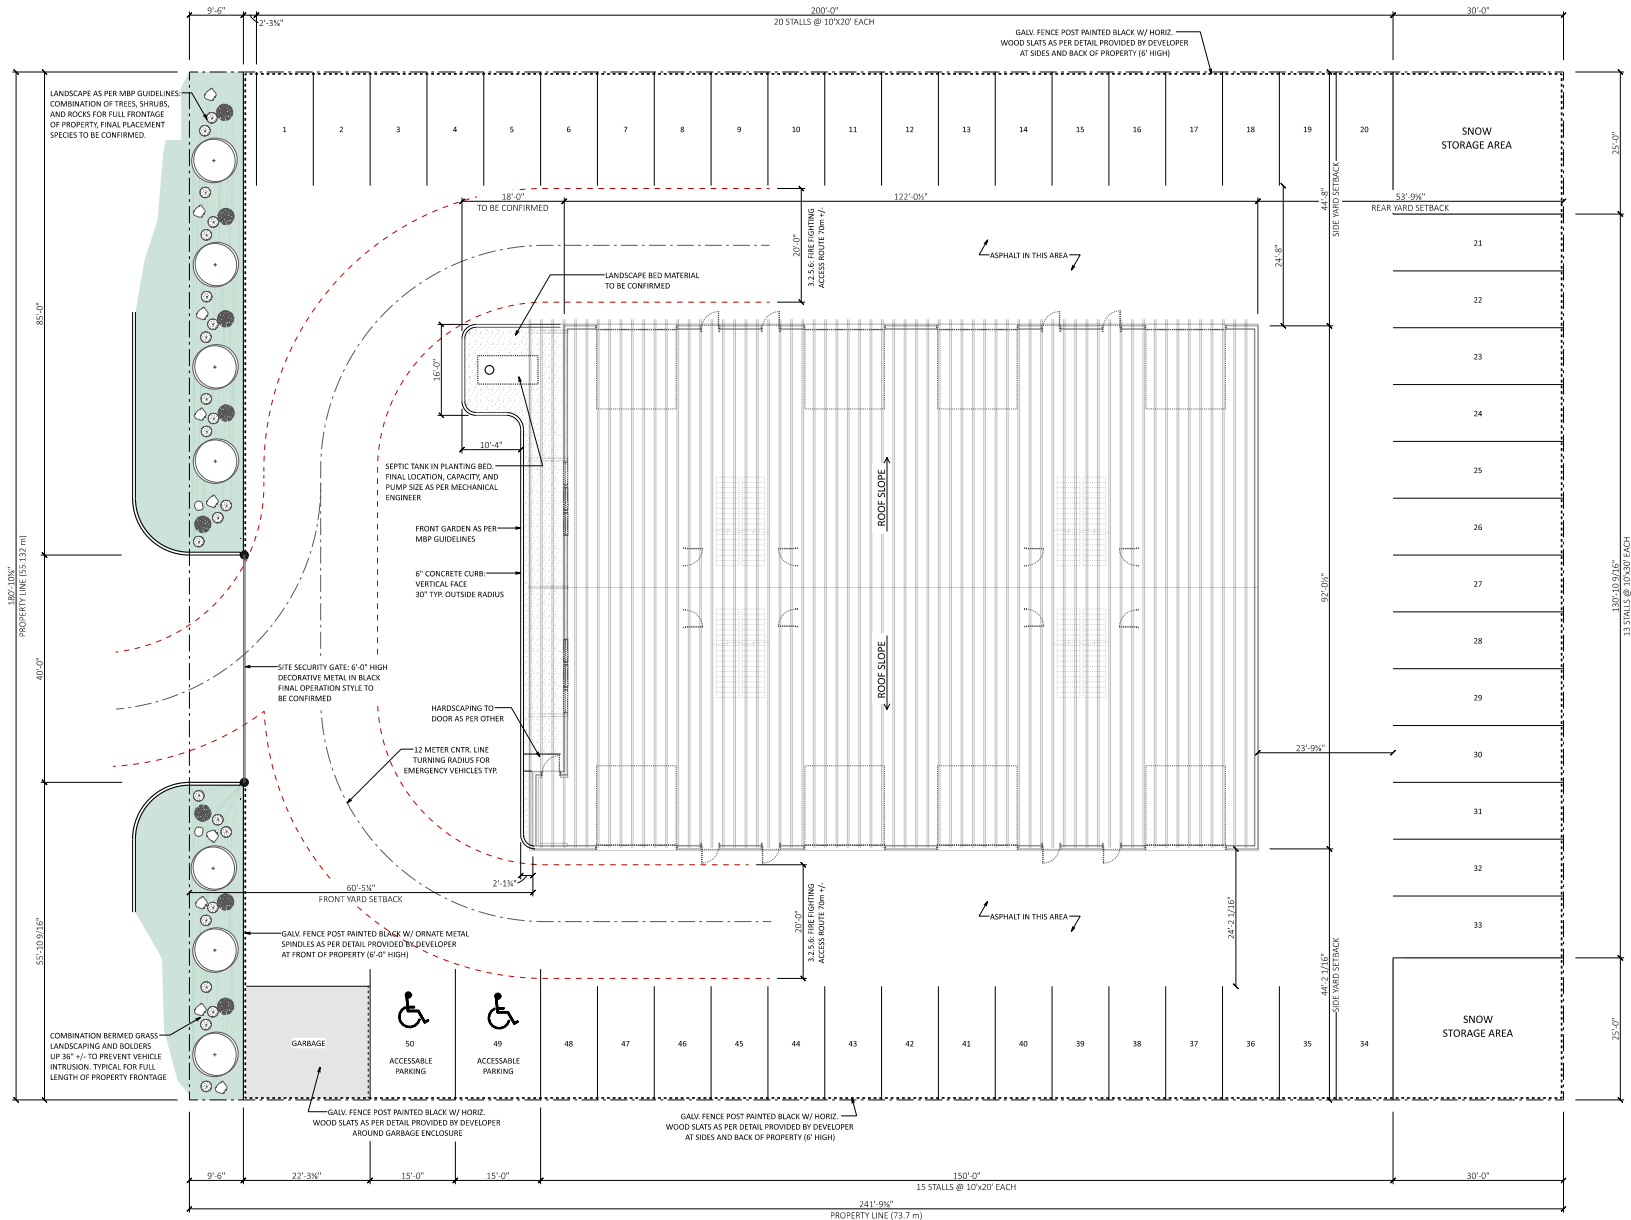 9'-6"
2'-3⅝"
200'-0"
20 STALLS @ 10'X20' EACH
30'-0"
GALV. FENCE POST PAINTED BLACK W/ HORIZ.
WOOD SLATS AS PER DETAIL PROVIDED BY DEVELOPER
AT SIDES AND BACK OF PROPERTY (6' HIGH)
LANDSCAPE AS PER MBP GUIDELINES:
COMBINATION OF TREES, SHRUBS,
AND ROCKS FOR FULL FRONTAGE
OF PROPERTY, FINAL PLACEMENT
SPECIES TO BE CONFIRMED.
1
2
3
4
5
6
7
8
9
10
11
12
13
14
15
16
17
18
19
20
SNOW
STORAGE AREA
25'-0"
44'-8"
SIDE YARD SETBACK
18'-0"
TO BE CONFIRMED
122'-0½"
53'-9⅝"
REAR YARD SETBACK
20'-0"
3.2.5.6: FIRE FIGHTING
ACCESS ROUTE 70m +/-
ASPHALT IN THIS AREA
24'-8"
21
22
23
24
25
26
27
28
29
30
31
32
33
LANDSCAPE BED MATERIAL
TO BE CONFIRMED
85'-0"
16'-0"
10'-4"
SEPTIC TANK IN PLANTING BED.
FINAL LOCATION, CAPACITY, AND
PUMP SIZE AS PER MECHANICAL
ENGINEER
ROOF SLOPE
FRONT GARDEN AS PER
MBP GUIDELINES
6" CONCRETE CURB:
VERTICAL FACE
30" TYP. OUTSIDE RADIUS
180'-10⅝"
PROPERTY LINE (55.132 m)
92'-0½"
130'-10 9/16"
13 STALLS @ 10'x30' EACH
40'-0"
SITE SECURITY GATE: 6'-0" HIGH
DECORATIVE METAL IN BLACK
FINAL OPERATION STYLE TO
BE CONFIRMED
ROOF SLOPE
HARDSCAPING TO
DOOR AS PER OTHER
12 METER CNTR. LINE
TURNING RADIUS FOR
EMERGENCY VEHICLES TYP.
23'-9⅝"
2'-1¾"
60'-5¼"
FRONT YARD SETBACK
20'-0"
3.2.5.6: FIRE FIGHTING
ACCESS ROUTE 70m +/-
ASPHALT IN THIS AREA
24'-2 1/16"
55'-10 9/16"
GALV. FENCE POST PAINTED BLACK W/ ORNATE METAL
SPINDLES AS PER DETAIL PROVIDED BY DEVELOPER
AT FRONT OF PROPERTY (6'-0" HIGH)
44'-2 1/16"
SIDE YARD SETBACK
COMBINATION BERMED GRASS
LANDSCAPING AND BOLDERS
UP 36" +/- TO PREVENT VEHICLE
INTRUSION. TYPICAL FOR FULL
LENGTH OF PROPERTY FRONTAGE
GARBAGE
50
ACCESSABLE
PARKING
49
ACCESSABLE
PARKING
48
47
46
45
44
43
42
41
40
39
38
37
36
35
34
SNOW
STORAGE AREA
25'-0"
GALV. FENCE POST PAINTED BLACK W/ HORIZ.
WOOD SLATS AS PER DETAIL PROVIDED BY DEVELOPER
AROUND GARBAGE ENCLOSURE
GALV. FENCE POST PAINTED BLACK W/ HORIZ.
WOOD SLATS AS PER DETAIL PROVIDED BY DEVELOPER
AT SIDES AND BACK OF PROPERTY (6' HIGH)
9'-6"
22'-3⅝"
15'-0"
15'-0"
150'-0"
15 STALLS @ 10'x20' EACH
30'-0"
241'-9⅝"
PROPERTY LINE (73.7 m)